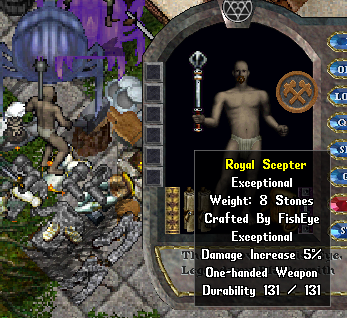 Royal Scepter
Exceptional
Weight: 8 Stones
Crafted By FishEye
Exceptional
Damage Increase 5%
One-handed Weapon
Durability 131 / 131